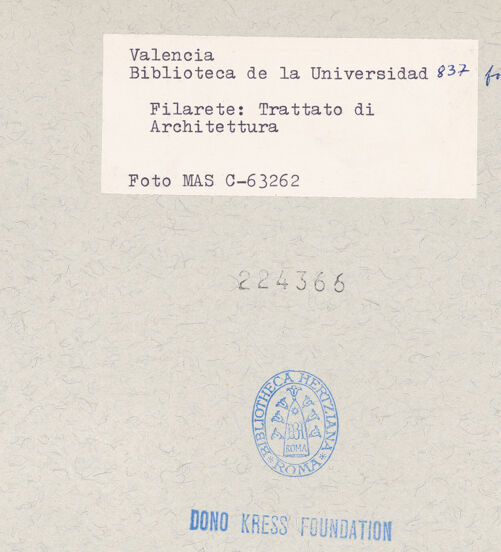 Valencia
Biblioteca de la Universidad 837
Filarete: Trattato di
Architettura
Foto MAS C-63262
224366
BIBLIOTHECA HERTZIANA
ROMA
* ROMA *
DONO KRESS FOUNDATION